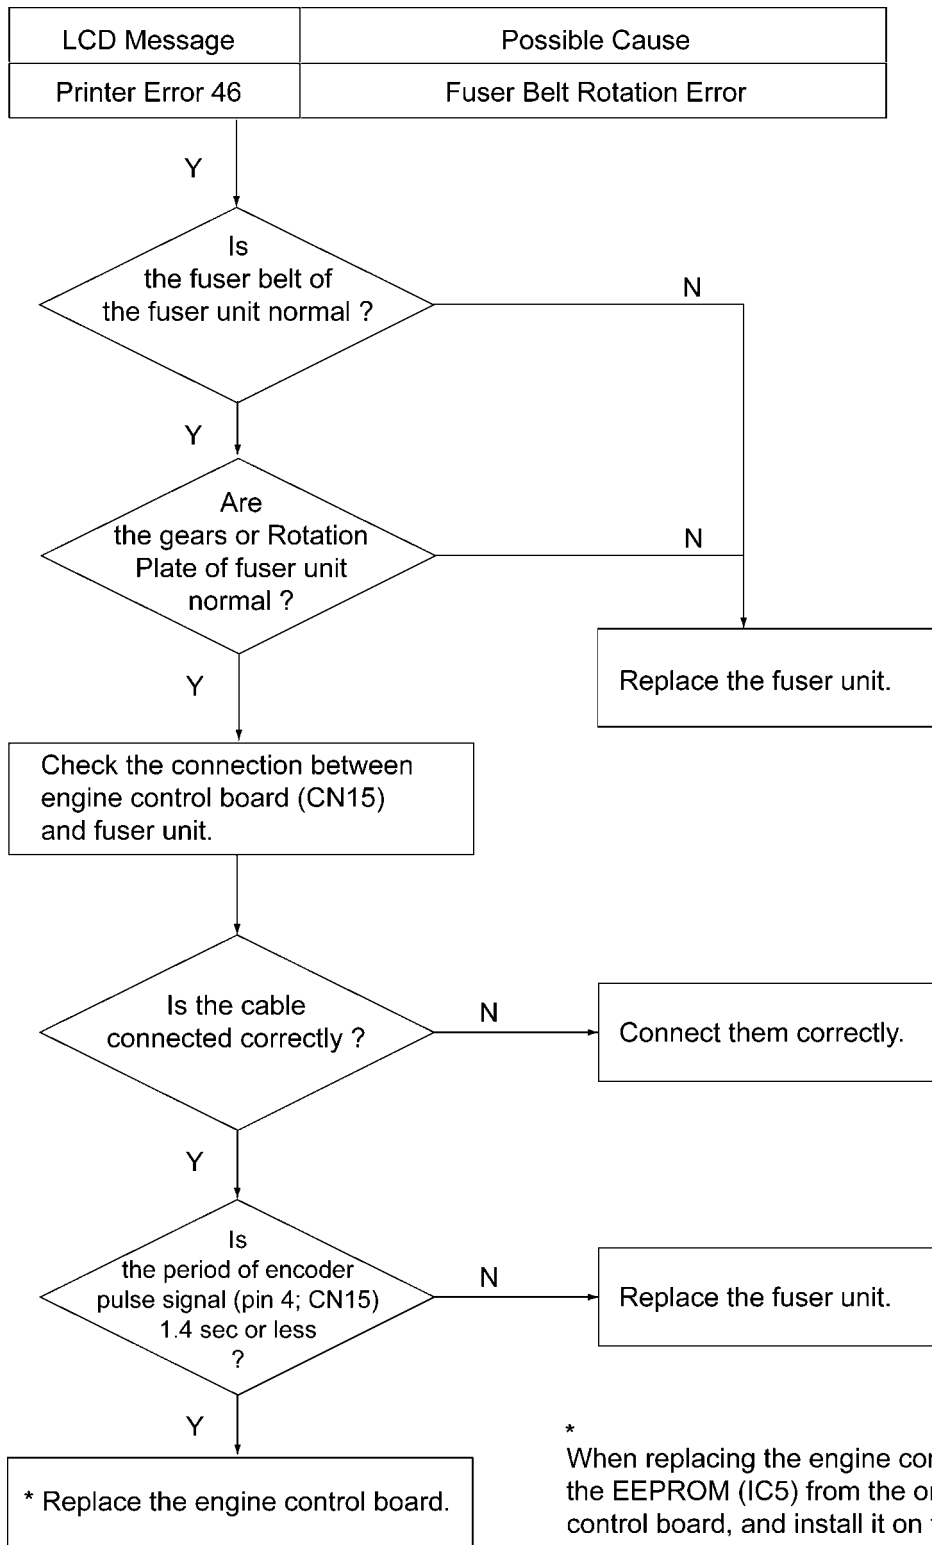 LCD Message
Possible Cause
Printer Error 46
Fuser Belt Rotation Error
Y
Is
the fuser belt of
the fuser unit normal ?
N
Y
Are
the gears or Rotation
Plate of fuser unit
normal ?
N
Replace the fuser unit.
Y
Check the connection between
engine control board (CN15)
and fuser unit.
Is the cable
connected correctly ?
N
Connect them correctly.
Y
Is
the period of encoder
pulse signal (pin 4; CN15)
1.4 sec or less
?
N
Replace the fuser unit.
Y
* Replace the engine control board.
*
When replacing the engine
the EEPROM (IC5) from the
control board, and install it on